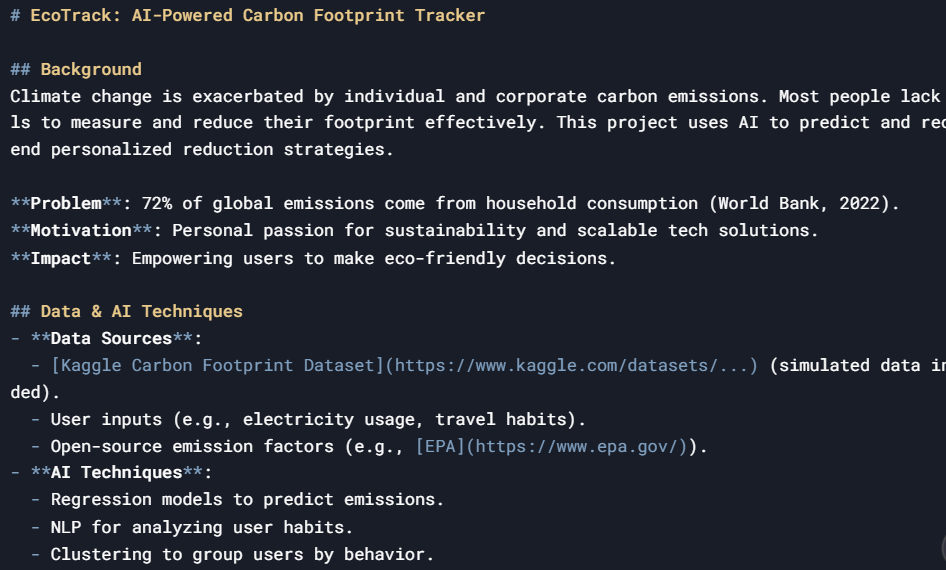 # EcoTrack: AI-Powered Carbon Footprint Tracker
## Background
Climate change is exacerbated by individual and corporate carbon emissions. Most people lack
ls to measure and reduce their footprint effectively. This project uses AI to predict and
end personalized reduction strategies.
**Problem**: 72% of global emissions come from household consumption (World Bank, 2022).
**Motivation**: Personal passion for sustainability and scalable tech solutions.
**Impact**: Empowering users to make eco-friendly decisions.
## Data & AI Techniques
- **Data Sources**:
- [Kaggle Carbon Footprint Dataset](https://www.kaggle.com/datasets/...) (simulated data
ded).
- User inputs (e.g., electricity usage, travel habits).
- Open-source emission factors (e.g., [EPA](https://www.epa.gov/)).
- **AI Techniques**:
- Regression models to predict emissions.
- NLP for analyzing user habits.
- Clustering to group users by behavior.